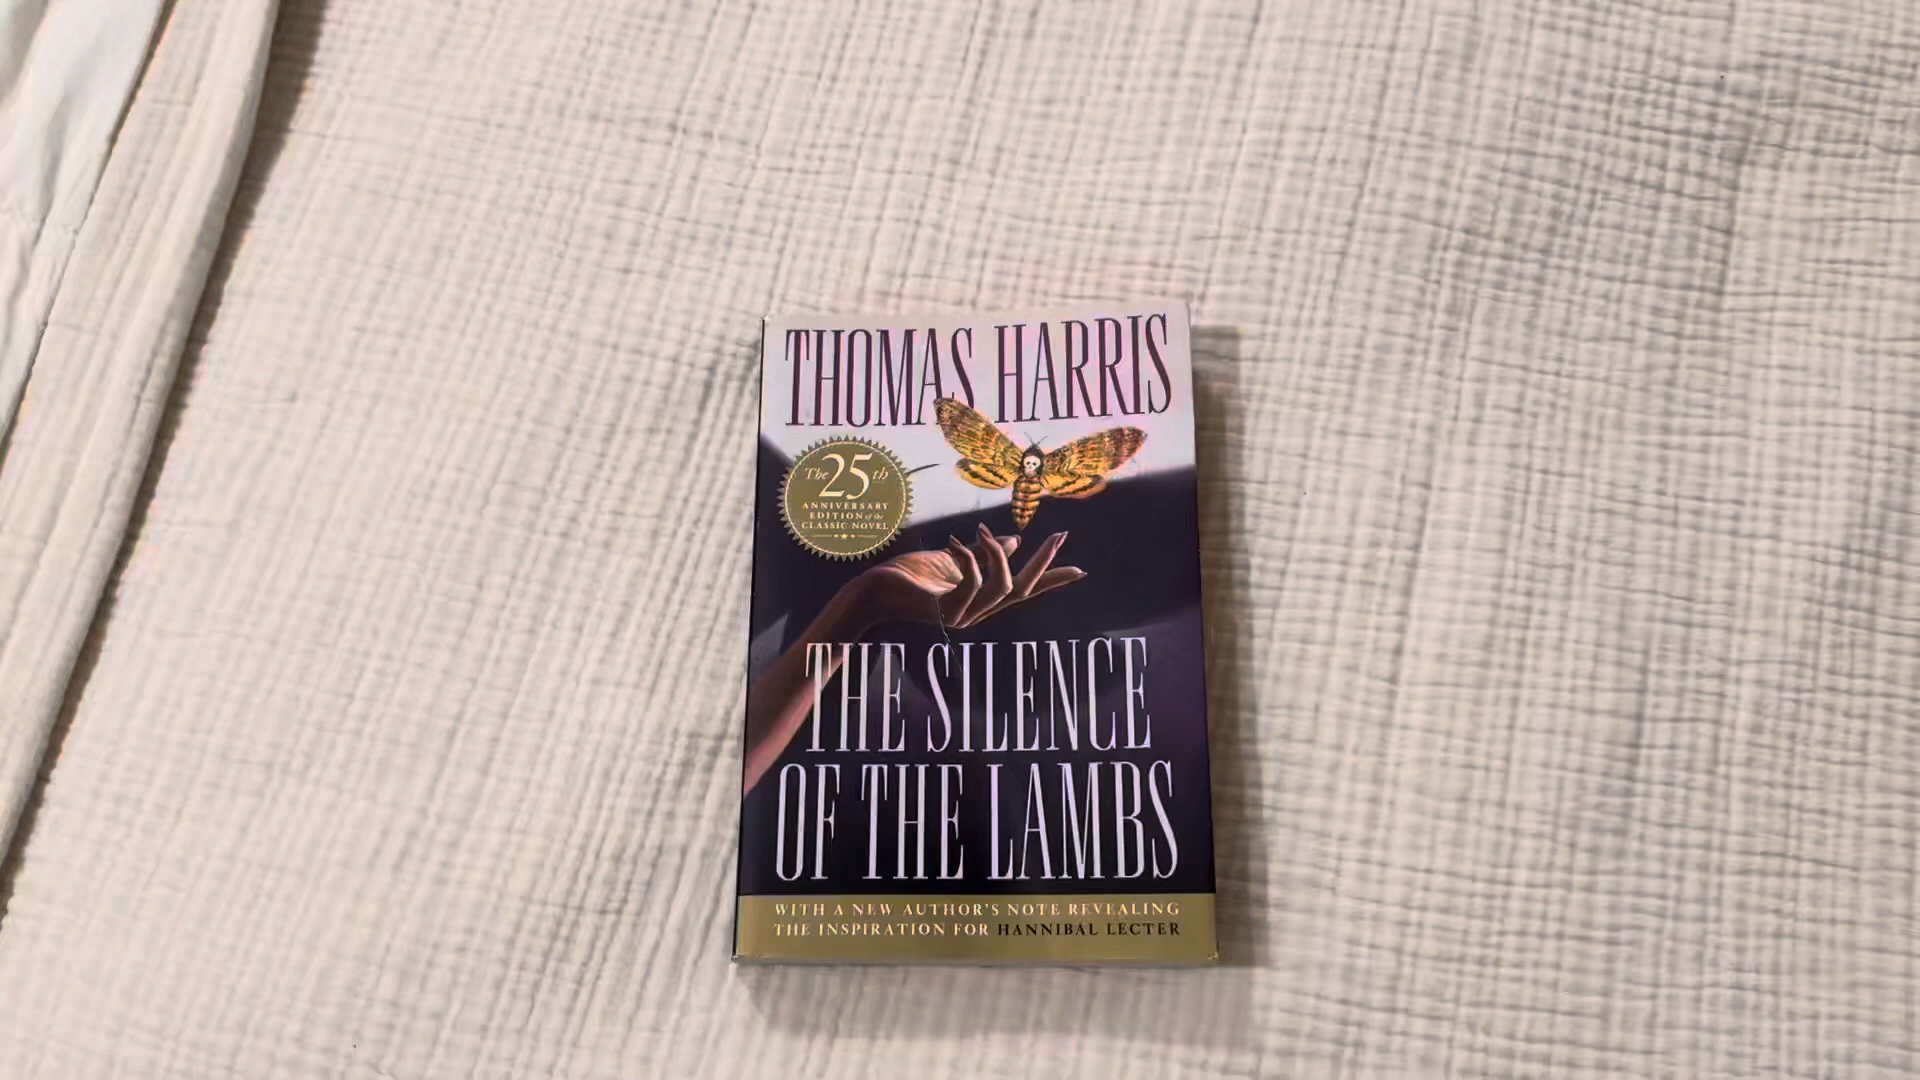 THOMAS HARRIS
The 25th
ANNIVERSARY
EDITION of the
CLASSIC NOVEL
THE SILENCE
OF THE LAMBS
WITH A NEW AUTHOR'S NOTE REVEALING
THE INSPIRATION FOR HANNIBAL LECTER